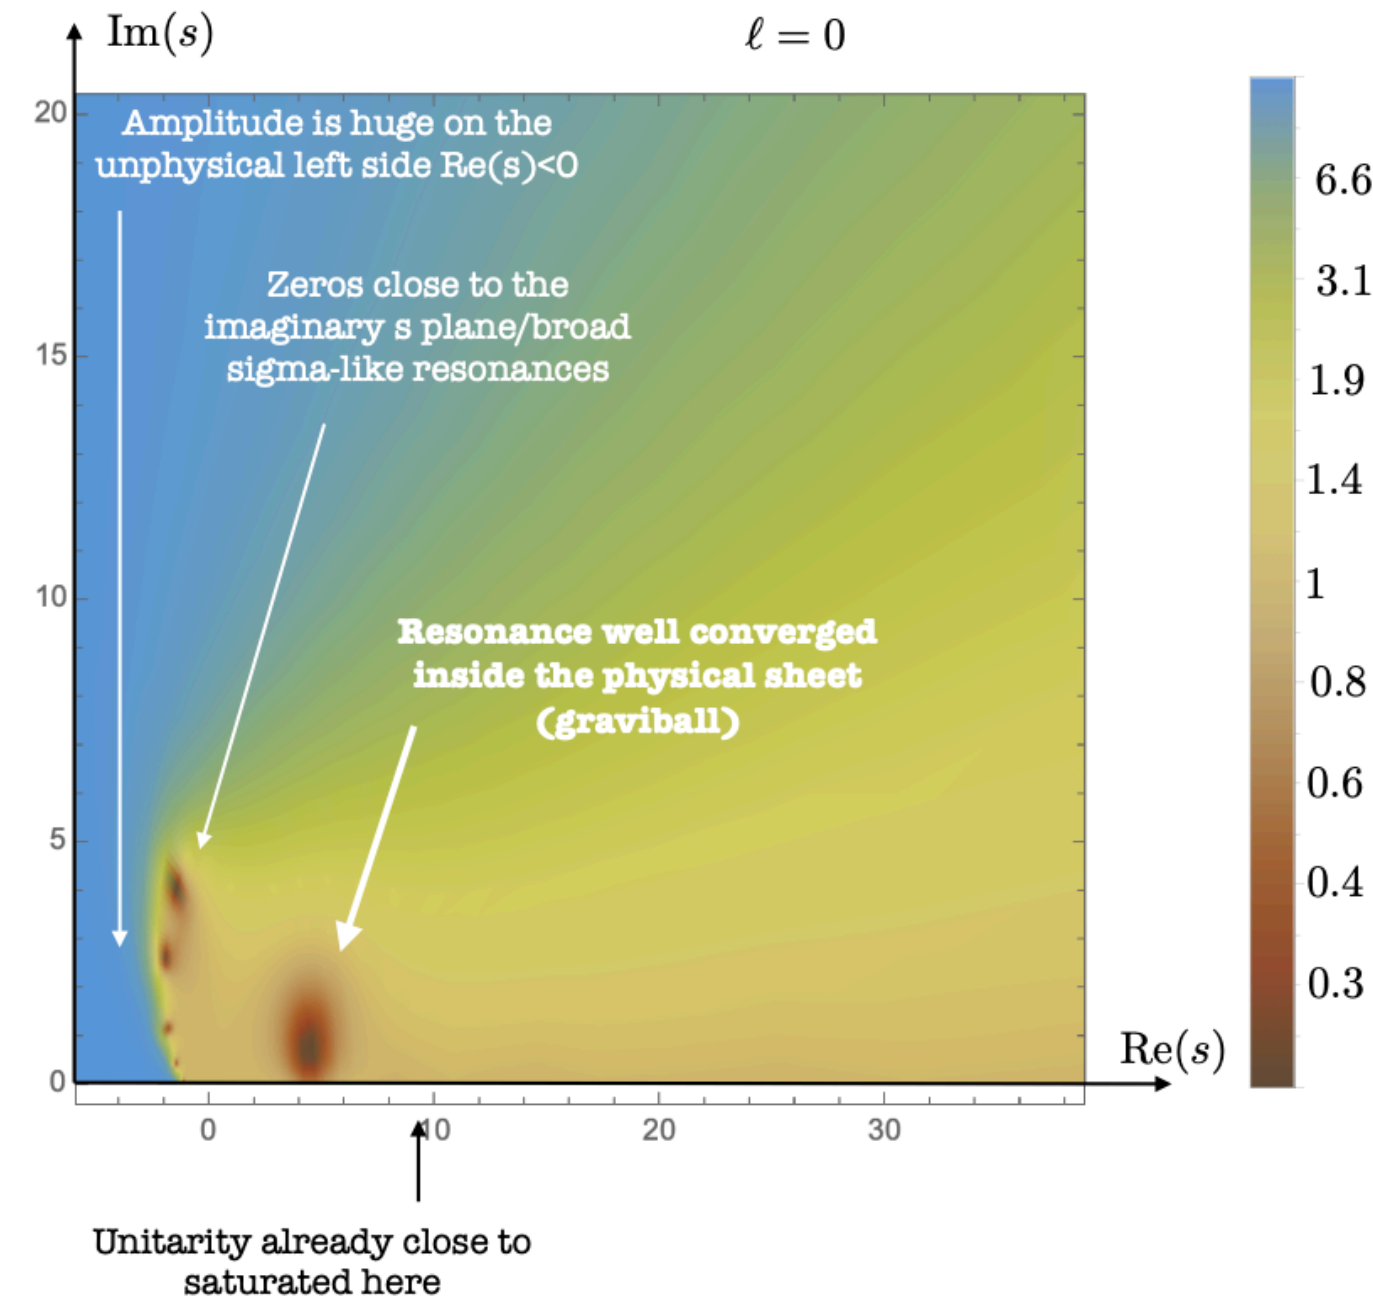 Im(s)
ℓ = 0
20
Amplitude is huge on the
unphysical left side Re(s)<0
6.6
Zeros close to the
imaginary s plane/broad
sigma-like resonances
3.1
15
1.9
1.4
10
1
Resonance well converged
inside the physical sheet
(graviball)
0.8
0.6
5
0.4
0.3
Re(s)
0
0
10
20
30
Unitarity already close to
saturated here